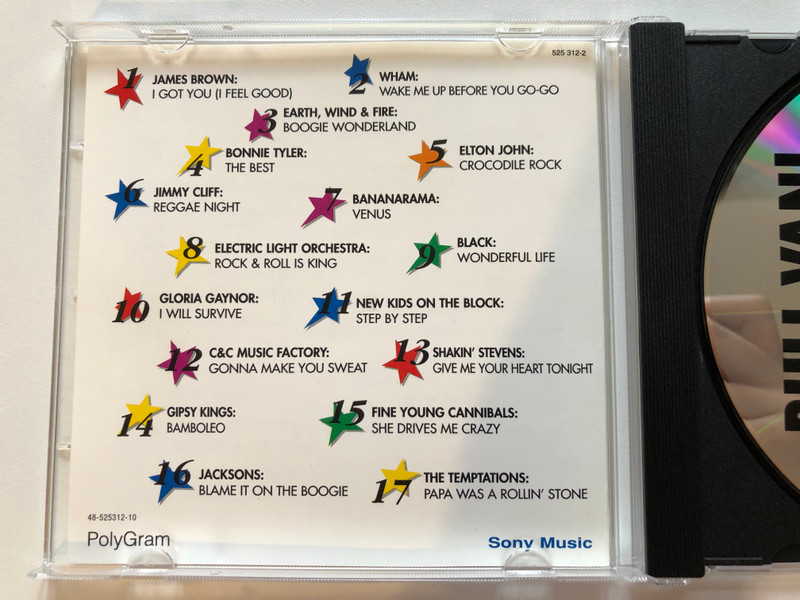 525 312-2
1 JAMES BROWN:
I GOT YOU (I FEEL GOOD)
2 WHAM:
WAKE ME UP BEFORE YOU GO-GO
3 EARTH, WIND & FIRE:
BOOGIE WONDERLAND
4 BONNIE TYLER:
THE BEST
5 ELTON JOHN:
CROCODILE ROCK
6 JIMMY CLIFF:
REGGAE NIGHT
7 BANANARAMA:
VENUS
8 ELECTRIC LIGHT ORCHESTRA:
ROCK & ROLL IS KING
9 BLACK:
WONDERFUL LIFE
10 GLORIA GAYNOR:
I WILL SURVIVE
11 NEW KIDS ON THE BLOCK:
STEP BY STEP
12 C&C MUSIC FACTORY:
GONNA MAKE YOU SWEAT
13 SHAKIN' STEVENS:
GIVE ME YOUR HEART TONIGHT
14 GIPSY KINGS:
BAMBOLEO
15 FINE YOUNG CANNIBALS:
SHE DRIVES ME CRAZY
16 JACKSONS:
BLAME IT ON THE BOOGIE
17 THE TEMPTATIONS:
PAPA WAS A ROLLIN' STONE
48-525312-10
PolyGram
Sony Music